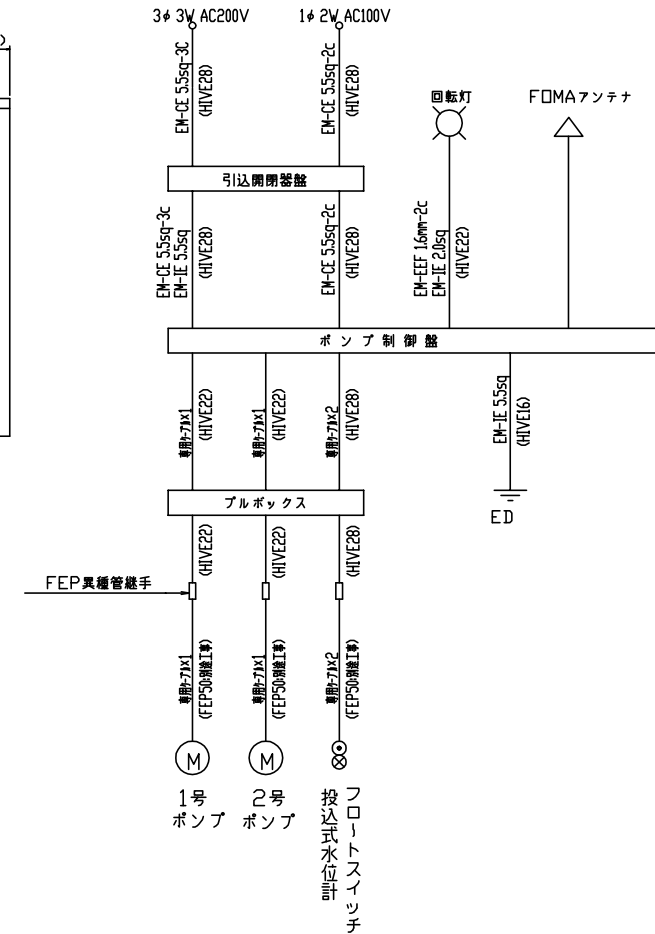 3φ 3W AC200V
1φ 2W AC100V
EM-CE 5.5sq-3C
(HIVE28)
EM-CE 5.5sq-2c
(HIVE28)
回転灯
FOMAアンテナ
引込開閉器盤
EM-CE 5.5sq-3c
EM-IE 5.5sq
(HIVE28)
EM-CE 5.5sq-2c
(HIVE28)
EM-EEF 1.6mm-2c
EM-IE 2.0sq
(HIVE22)
ポンプ制御盤
専用ケーブルx1
(HIVE22)
専用ケーブルx1
(HIVE22)
専用ケーブルx2
(HIVE28)
EM-IE 5.5sq
(HIVE16)
ED
プルボックス
(HIVE22)
(HIVE22)
(HIVE28)
FEP異種管継手
専用ケーブルx1
(FEP50:別途工事)
専用ケーブルx1
(FEP50:別途工事)
専用ケーブルx2
(FEP50:別途工事)
M
M
1号
ポンプ
2号
ポンプ
フロートスイッチ
投込式水位計